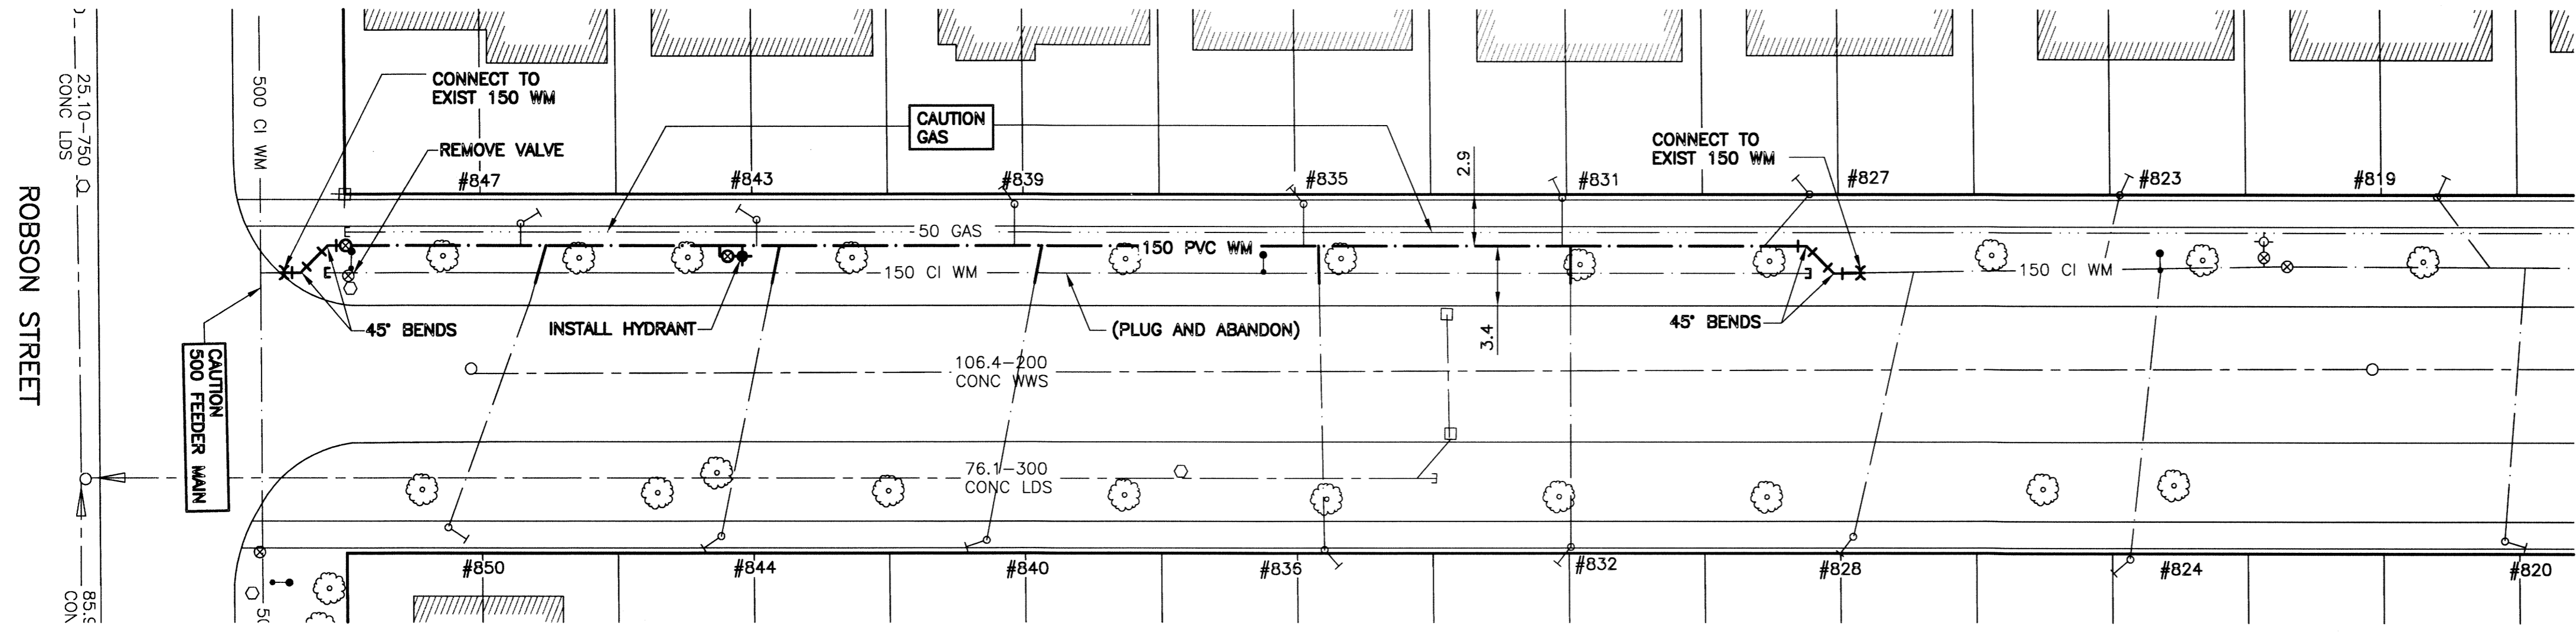 ROBSON STREET
25.10-750
CONC LDS
500 CI WM
CONNECT TO
EXIST 150 WM
REMOVE VALVE
CAUTION
GAS
CONNECT TO
EXIST 150 WM
2.9
#847
#843
#839
#835
#831
#827
#823
#819
50 GAS
150 PVC WM
150 CI WM
150 CI WM
E
E
E
45° BENDS
INSTALL HYDRANT
(PLUG AND ABANDON)
3.4
45° BENDS
CAUTION
500 FEEDER MAIN
106.4-200
CONC WWS
76.1-300
CONC LDS
#850
#844
#840
#836
#832
#828
#824
#820
85.9
CON
50